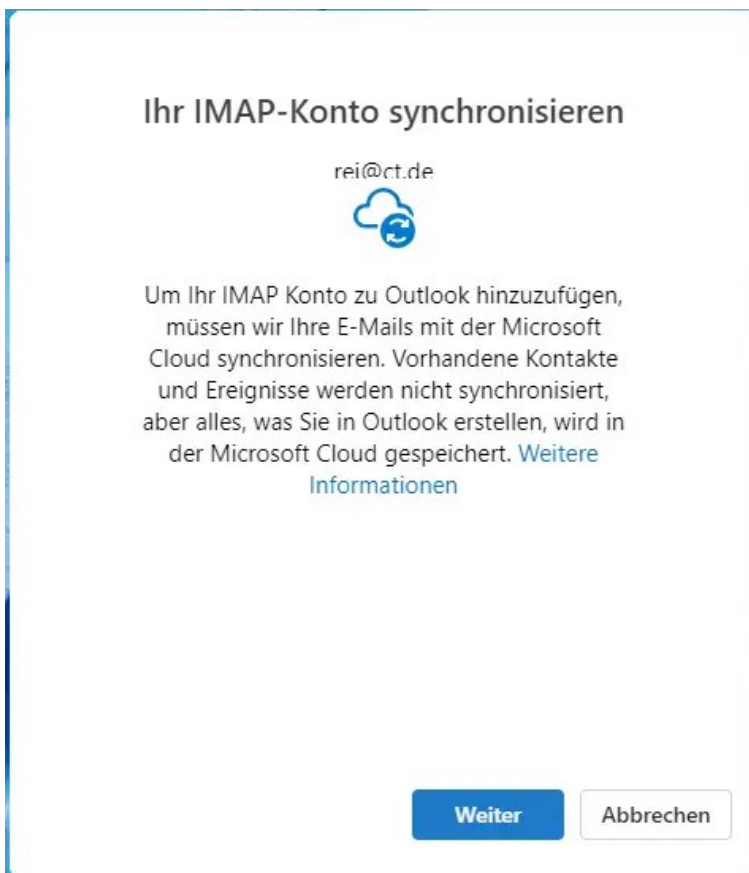 Ihr IMAP-Konto synchronisieren
rei@ct.de
Um Ihr IMAP Konto zu Outlook hinzuzufügen,
müssen wir Ihre E-Mails mit der Microsoft
Cloud synchronisieren. Vorhandene Kontakte
und Ereignisse werden nicht synchronisiert,
aber alles, was Sie in Outlook erstellen, wird in
der Microsoft Cloud gespeichert. Weitere
Informationen
Weiter
Abbrechen